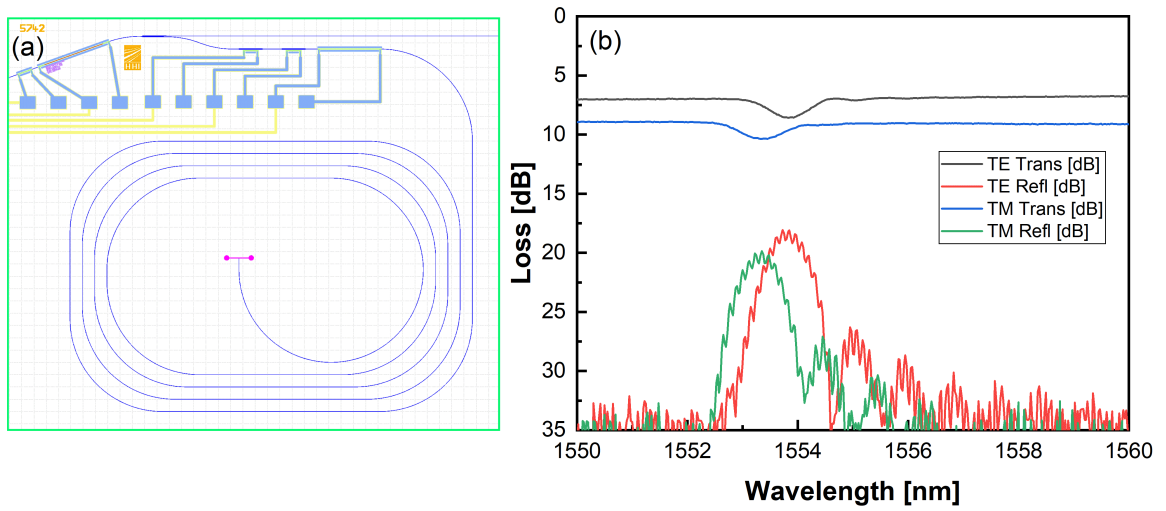 5742
(a)
(b)
0
5
10
15
20
25
30
35
Loss [dB]
TE Trans [dB]
TE Refl [dB]
TM Trans [dB]
TM Refl [dB]
1550
1552
1554
1556
1558
1560
Wavelength [nm]